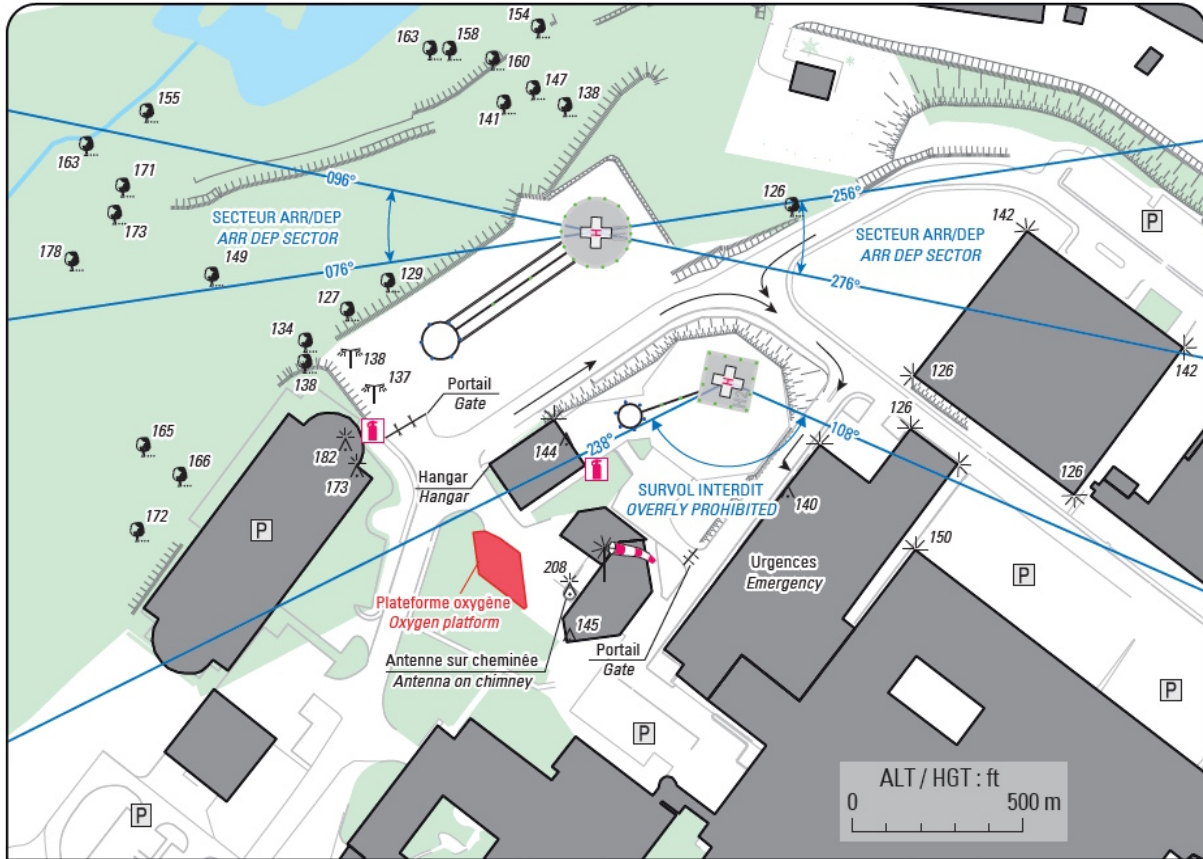 154
163
158
160
147
138
141
155
163
171
173
178
149
096°
SECTEUR ARR/DEP
ARR DEP SECTOR
076°
129
127
134
138
138
137
H
126
256°
SECTEUR ARR/DEP
ARR DEP SECTOR
276°
142
P
142
126
126
126
Portail
Gate
H
238°
108°
144
182
173
165
166
172
P
Hangar
Hangar
SURVOL INTERDIT
OVERFLY PROHIBITED
140
150
Urgences
Emergency
P
208
Plateforme oxygène
Oxygen platform
145
Antenne sur cheminée
Antenna on chimney
Portail
Gate
P
P
P
ALT / HGT : ft
0 500 m